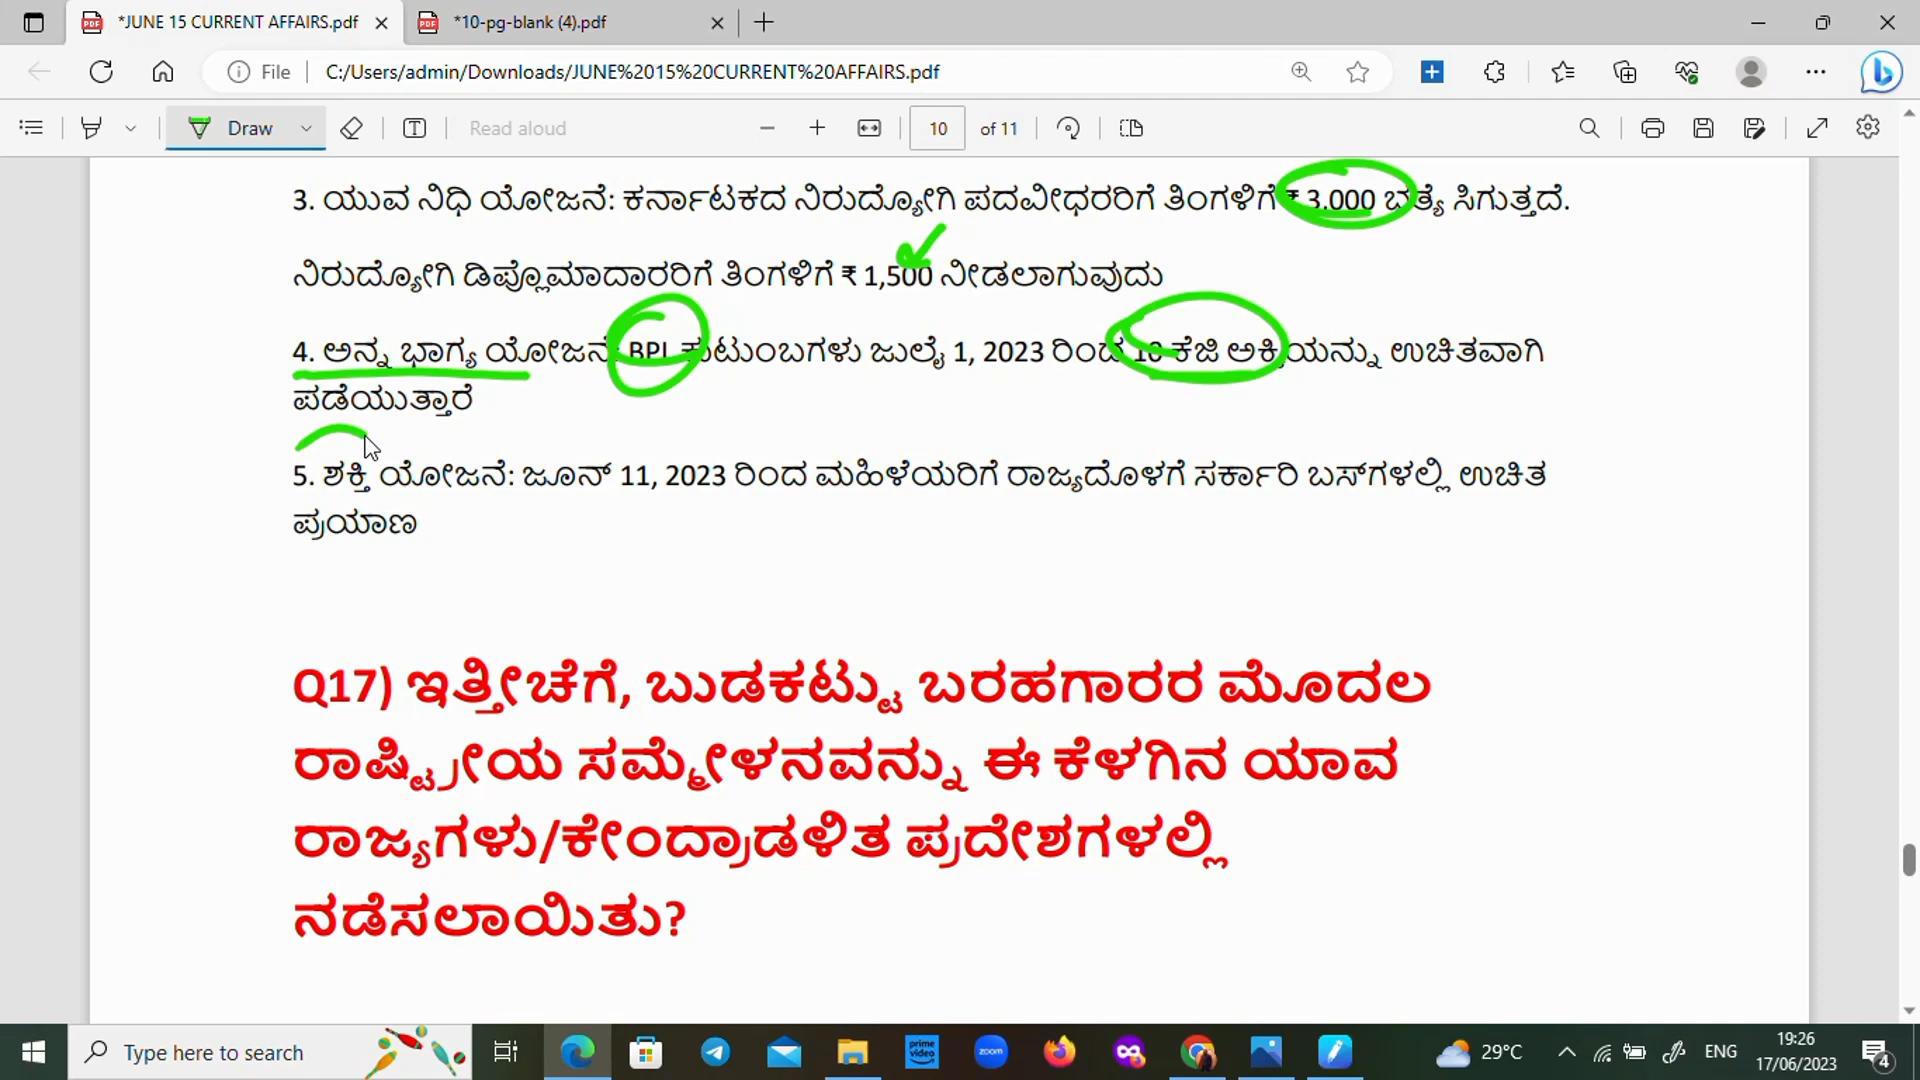 *JUNE 15 CURRENT AFFAIRS.pdf
*10-pg-blank (4).pdf
File
C:/Users/admin/Downloads/JUNE%2015%20CURRENT%20AFFAIRS.pdf
Draw
Read aloud
10
of 11
3. ಯುವ ನಿಧಿ ಯೋಜನೆ: ಕರ್ನಾಟಕದ ನಿರುದ್ಯೋಗಿ ಪದವೀಧರರಿಗೆ ತಿಂಗಳಿಗೆ ₹ 3,000 ಭತ್ಯೆ ಸಿಗುತ್ತದೆ.
ನಿರುದ್ಯೋಗಿ ಡಿಪ್ಲೊಮಾದಾರರಿಗೆ ತಿಂಗಳಿಗೆ ₹ 1,500 ನೀಡಲಾಗುವುದು
4. ಅನ್ನ ಭಾಗ್ಯ ಯೋಜನೆ: BPL ಕುಟುಂಬಗಳು ಜುಲೈ 1, 2023 ರಿಂದ 10 ಕೆಜಿ ಅಕ್ಕಿಯನ್ನು ಉಚಿತವಾಗಿ
ಪಡೆಯುತ್ತಾರೆ
5. ಶಕ್ತಿ ಯೋಜನೆ: ಜೂನ್ 11, 2023 ರಿಂದ ಮಹಿಳೆಯರಿಗೆ ರಾಜ್ಯದೊಳಗೆ ಸರ್ಕಾರಿ ಬಸ್‌ಗಳಲ್ಲಿ ಉಚಿತ
ಪ್ರಯಾಣ
Q17) ಇತ್ತೀಚೆಗೆ, ಬುಡಕಟ್ಟು ಬರಹಗಾರರ ಮೊದಲ
ರಾಷ್ಟ್ರೀಯ ಸಮ್ಮೇಳನವನ್ನು ಈ ಕೆಳಗಿನ ಯಾವ
ರಾಜ್ಯಗಳು/ಕೇಂದ್ರಾಡಳಿತ ಪ್ರದೇಶಗಳಲ್ಲಿ
ನಡೆಸಲಾಯಿತು?
Type here to search
prime video
zoom
29°C
ENG
19:26
17/06/2023
4